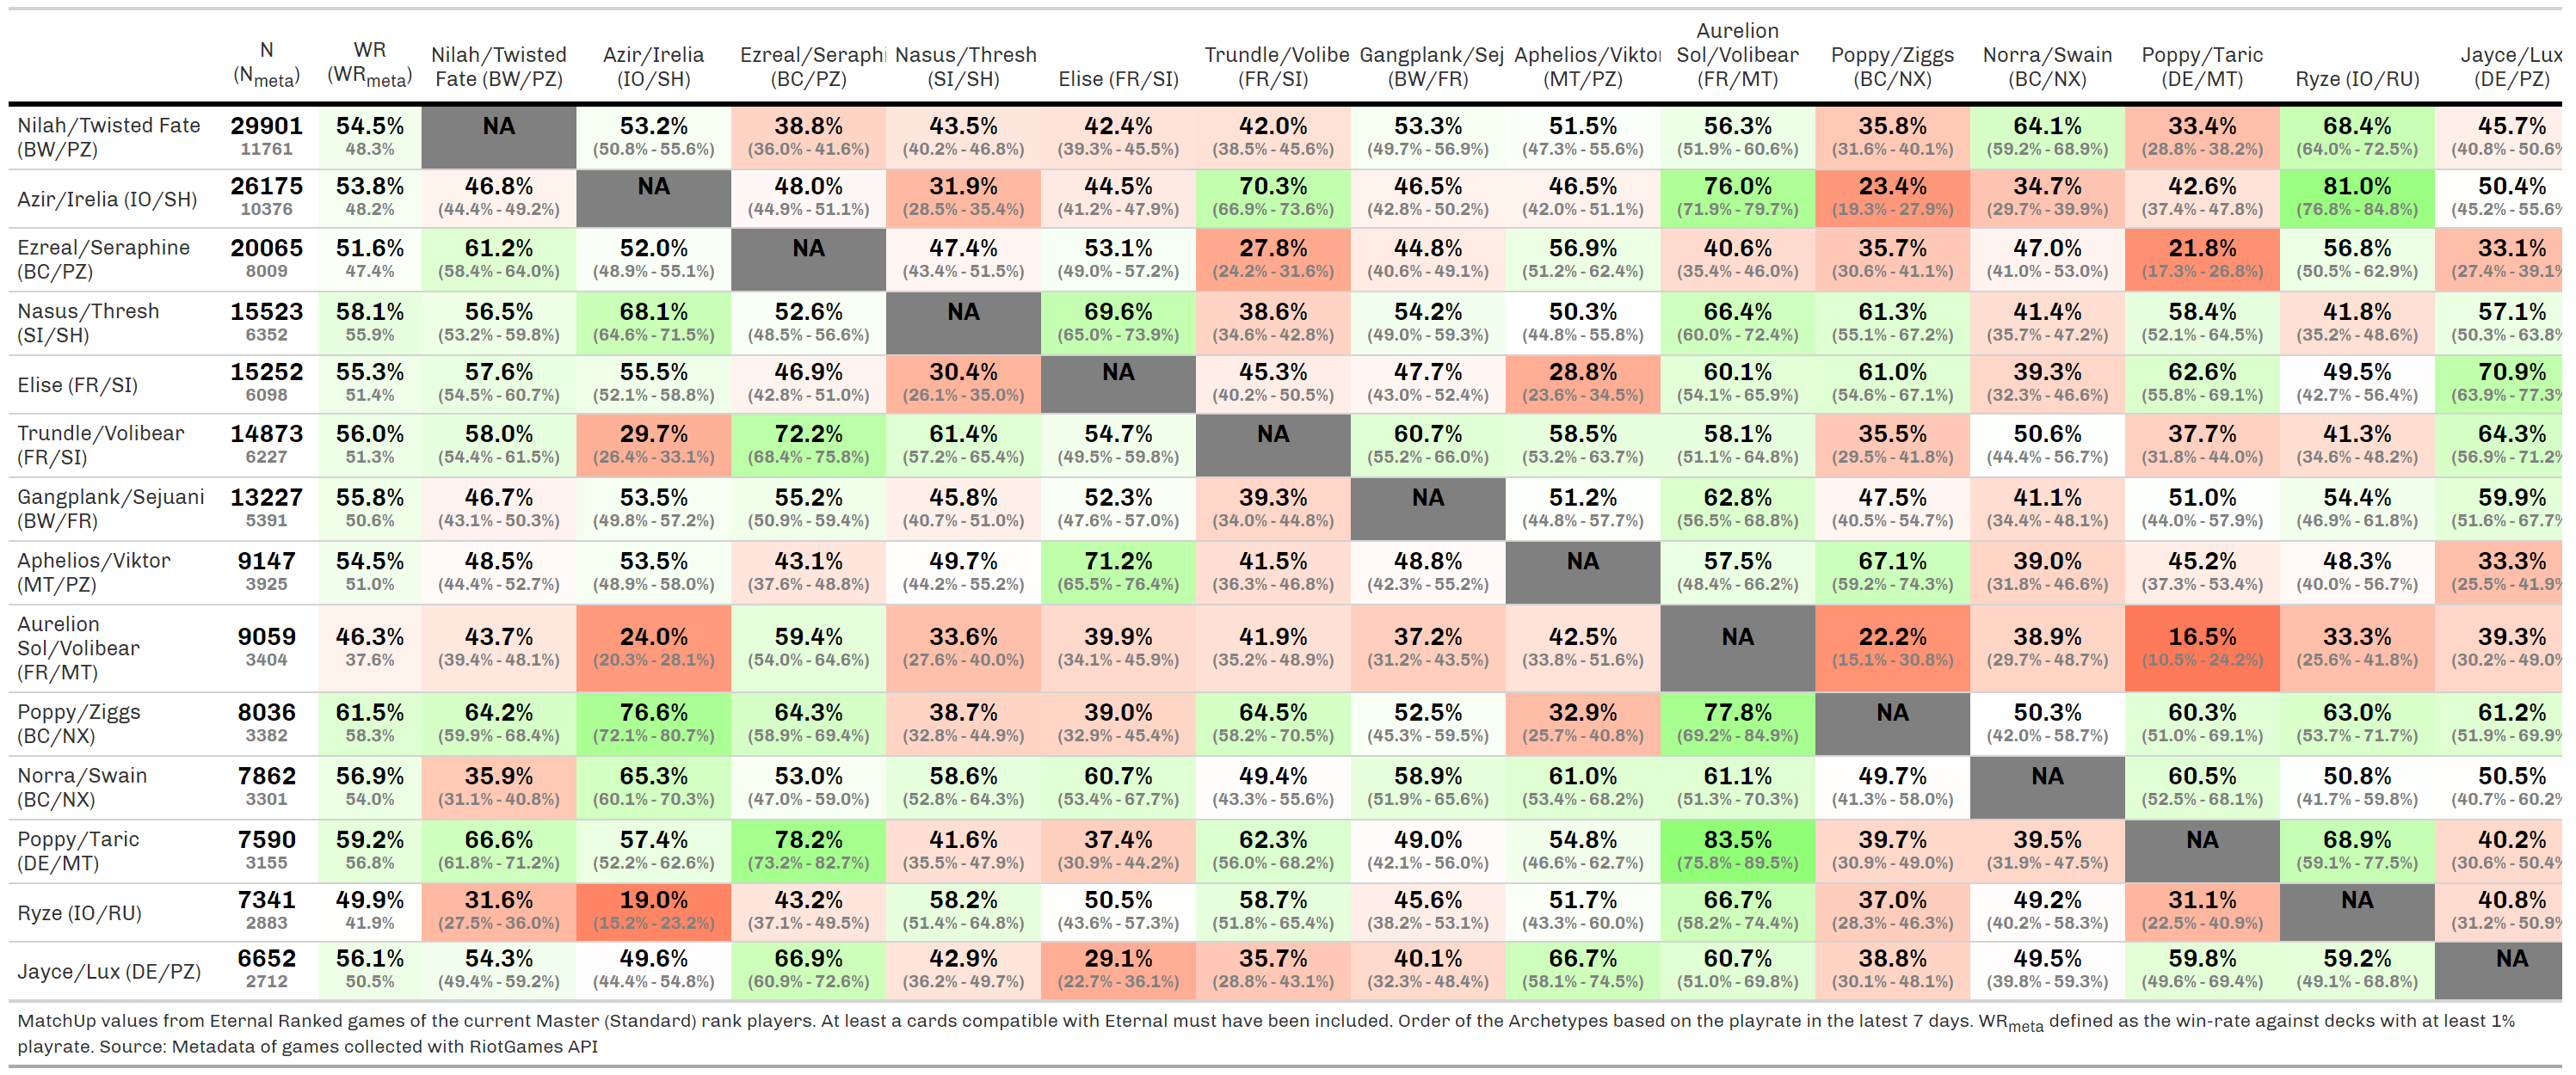 N (Nmeta) WR (WRmeta) Nilah/Twisted Fate (BW/PZ) Azir/Irelia (IO/SH) Ezreal/Seraphi (BC/PZ) Nasus/Thresh (SI/SH) Elise (FR/SI) Trundle/Volibe (FR/SI) Gangplank/Sej (BW/FR) Aphelios/Viktor (MT/PZ) Aurelion Sol/Volibear (FR/MT) Poppy/Ziggs (BC/NX) Norra/Swain (BC/NX) Poppy/Taric (DE/MT) Ryze (IO/RU) Jayce/Lux (DE/PZ)
Nilah/Twisted Fate 29901 54.5% NA 53.2% 38.8% 43.5% 42.4% 42.0% 53.3% 51.5% 56.3% 35.8% 64.1% 33.4% 68.4% 45.7%
(BW/PZ) 11761 48.3% (50.8% - 55.6%) (36.0% - 41.6%) (40.2% - 46.8%) (39.3% - 45.5%) (38.5% - 45.6%) (49.7% - 56.9%) (47.3% - 55.6%) (51.9% - 60.6%) (31.6% - 40.1%) (59.2% - 68.9%) (28.8% - 38.2%) (64.0% - 72.5%) (40.8% - 50.6%
Azir/Irelia (IO/SH) 26175 53.8% 46.8% NA 48.0% 31.9% 44.5% 70.3% 46.5% 46.5% 76.0% 23.4% 34.7% 42.6% 81.0% 50.4%
10376 48.2% (44.4% - 49.2%) (44.9% - 51.1%) (28.5% - 35.4%) (41.2% - 47.9%) (66.9% - 73.6%) (42.8% - 50.2%) (42.0% - 51.1%) (71.9% - 79.7%) (19.3% - 27.9%) (29.7% - 39.9%) (37.4% - 47.8%) (76.8% - 84.8%) (45.2% - 55.6%
Ezreal/Seraphine 20065 51.6% 61.2% 52.0% NA 47.4% 53.1% 27.8% 44.8% 56.9% 40.6% 35.7% 47.0% 21.8% 56.8% 33.1%
(BC/PZ) 8009 47.4% (58.4% - 64.0%) (48.9% - 55.1%) (43.4% - 51.5%) (49.0% - 57.2%) (24.2% - 31.6%) (40.6% - 49.1%) (51.2% - 62.4%) (35.4% - 46.0%) (30.6% - 41.1%) (41.0% - 53.0%) (17.3% - 26.8%) (50.5% - 62.9%) (27.4% - 39.1%
Nasus/Thresh 15523 58.1% 56.5% 68.1% 52.6% NA 69.6% 38.6% 54.2% 50.3% 66.4% 61.3% 41.4% 58.4% 41.8% 57.1%
(SI/SH) 6352 55.9% (53.2% - 59.8%) (64.6% - 71.5%) (48.5% - 56.6%) (65.0% - 73.9%) (34.6% - 42.8%) (49.0% - 59.3%) (44.8% - 55.8%) (60.0% - 72.4%) (55.1% - 67.2%) (35.7% - 47.2%) (52.1% - 64.5%) (35.2% - 48.6%) (50.3% - 63.8%
Elise (FR/SI) 15252 55.3% 57.6% 55.5% 46.9% 30.4% NA 45.3% 47.7% 28.8% 60.1% 61.0% 39.3% 62.6% 49.5% 70.9%
6098 51.4% (54.5% - 60.7%) (52.1% - 58.8%) (42.8% - 51.0%) (26.1% - 35.0%) (40.2% - 50.5%) (43.0% - 52.4%) (23.6% - 34.5%) (54.1% - 65.9%) (54.6% - 67.1%) (32.3% - 46.6%) (55.8% - 69.1%) (42.7% - 56.4%) (63.9% - 77.3%
Trundle/Volibear 14873 56.0% 58.0% 29.7% 72.2% 61.4% 54.7% NA 60.7% 58.5% 58.1% 35.5% 50.6% 37.7% 41.3% 64.3%
(FR/SI) 6227 51.3% (54.4% - 61.5%) (26.4% - 33.1%) (68.4% - 75.8%) (57.2% - 65.4%) (49.5% - 59.8%) (55.2% - 66.0%) (53.2% - 63.7%) (51.1% - 64.8%) (29.5% - 41.8%) (44.4% - 56.7%) (31.8% - 44.0%) (34.6% - 48.2%) (56.9% - 71.2%
Gangplank/Sejuani 13227 55.8% 46.7% 53.5% 55.2% 45.8% 52.3% 39.3% NA 51.2% 62.8% 47.5% 41.1% 51.0% 54.4% 59.9%
(BW/FR) 5391 50.6% (43.1% - 50.3%) (49.8% - 57.2%) (50.9% - 59.4%) (40.7% - 51.0%) (47.6% - 57.0%) (34.0% - 44.8%) (44.8% - 57.7%) (56.5% - 68.8%) (40.5% - 54.7%) (34.4% - 48.1%) (44.0% - 57.9%) (46.9% - 61.8%) (51.6% - 67.7%
Aphelios/Viktor 9147 54.5% 48.5% 53.5% 43.1% 49.7% 71.2% 41.5% 48.8% NA 57.5% 67.1% 39.0% 45.2% 48.3% 33.3%
(MT/PZ) 3925 51.0% (44.4% - 52.7%) (48.9% - 58.0%) (37.6% - 48.8%) (44.2% - 55.2%) (65.5% - 76.4%) (36.3% - 46.8%) (42.3% - 55.2%) (48.4% - 66.2%) (59.2% - 74.3%) (31.8% - 46.6%) (37.3% - 53.4%) (40.0% - 56.7%) (25.5% - 41.9%
Aurelion
Sol/Volibear 9059 46.3% 43.7% 24.0% 59.4% 33.6% 39.9% 41.9% 37.2% 42.5% NA 22.2% 38.9% 16.5% 33.3% 39.3%
(FR/MT) 3404 37.6% (39.4% - 48.1%) (20.3% - 28.1%) (54.0% - 64.6%) (27.6% - 40.0%) (34.1% - 45.9%) (35.2% - 48.9%) (31.2% - 43.5%) (33.8% - 51.6%) (15.1% - 30.8%) (29.7% - 48.7%) (10.5% - 24.2%) (25.6% - 41.8%) (30.2% - 49.0%
Poppy/Ziggs 8036 61.5% 64.2% 76.6% 64.3% 38.7% 39.0% 64.5% 52.5% 32.9% 77.8% NA 50.3% 60.3% 63.0% 61.2%
(BC/NX) 3382 58.3% (59.9% - 68.4%) (72.1% - 80.7%) (58.9% - 69.4%) (32.8% - 44.9%) (32.9% - 45.4%) (58.2% - 70.5%) (45.3% - 59.5%) (25.7% - 40.8%) (69.2% - 84.9%) (42.0% - 58.7%) (51.0% - 69.1%) (53.7% - 71.7%) (51.9% - 69.9%
Norra/Swain 7862 56.9% 35.9% 65.3% 53.0% 58.6% 60.7% 49.4% 58.9% 61.0% 61.1% 49.7% NA 60.5% 50.8% 50.5%
(BC/NX) 3301 54.0% (31.1% - 40.8%) (60.1% - 70.3%) (47.0% - 59.0%) (52.8% - 64.3%) (53.4% - 67.7%) (43.3% - 55.6%) (51.9% - 65.6%) (53.4% - 68.2%) (51.3% - 70.3%) (41.3% - 58.0%) (52.5% - 68.1%) (41.7% - 59.8%) (40.7% - 60.2%
Poppy/Taric 7590 59.2% 66.6% 57.4% 78.2% 41.6% 37.4% 62.3% 49.0% 54.8% 83.5% 39.7% 39.5% NA 68.9% 40.2%
(DE/MT) 3155 56.8% (61.8% - 71.2%) (52.2% - 62.6%) (73.2% - 82.7%) (35.5% - 47.9%) (30.9% - 44.2%) (56.0% - 68.2%) (42.1% - 56.0%) (46.6% - 62.7%) (75.8% - 89.5%) (30.9% - 49.0%) (31.9% - 47.5%) (59.1% - 77.5%) (30.6% - 50.4%
Ryze (IO/RU) 7341 49.9% 31.6% 19.0% 43.2% 58.2% 50.5% 58.7% 45.6% 51.7% 66.7% 37.0% 49.2% 31.1% NA 40.8%
2883 41.9% (27.5% - 36.0%) (15.2% - 23.2%) (37.1% - 49.5%) (51.4% - 64.8%) (43.6% - 57.3%) (51.8% - 65.4%) (38.2% - 53.1%) (43.3% - 60.0%) (58.2% - 74.4%) (28.3% - 46.3%) (40.2% - 58.3%) (22.5% - 40.9%) (31.2% - 50.9%
Jayce/Lux (DE/PZ) 6652 56.1% 54.3% 49.6% 66.9% 42.9% 29.1% 35.7% 40.1% 66.7% 60.7% 38.8% 49.5% 59.8% 59.2% NA
2712 50.5% (49.4% - 59.2%) (44.4% - 54.8%) (60.9% - 72.6%) (36.2% - 49.7%) (22.7% - 36.1%) (28.8% - 43.1%) (32.3% - 48.4%) (58.1% - 74.5%) (51.0% - 69.8%) (30.1% - 48.1%) (39.8% - 59.3%) (49.6% - 69.4%) (49.1% - 68.8%)
MatchUp values from Eternal Ranked games of the current Master (Standard) rank players. At least a cards compatible with Eternal must have been included. Order of the Archetypes based on the playrate in the latest 7 days. WRmeta defined as the win-rate against decks with at least 1%
playrate. Source: Metadata of games collected with RiotGames API